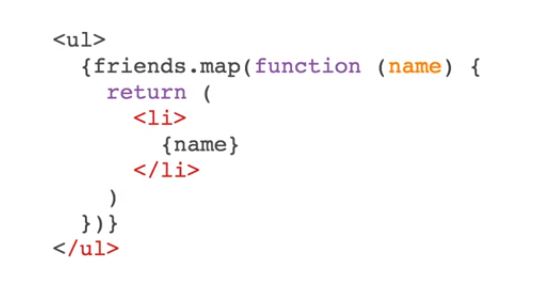 <ul>
  {friends.map(function (name) {
    return (
      <li>
        {name}
      </li>
    )
  })}
</ul>